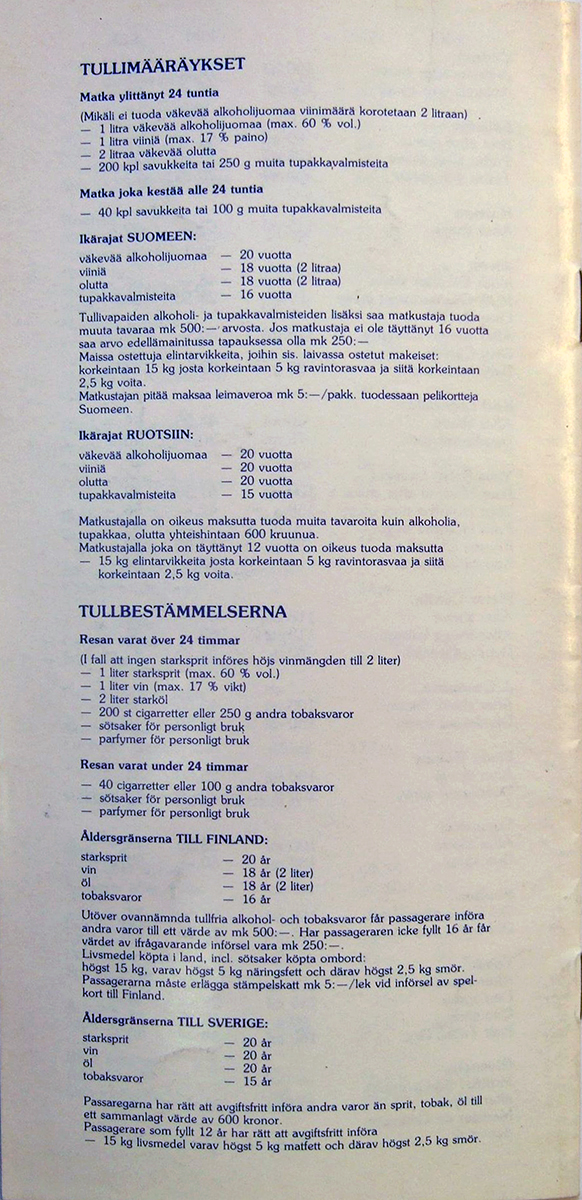 TULLIMÄÄRÄYKSET
Matka ylittänyt 24 tuntia
(Mikäli ei tuoda väkevää alkoholijuomaa viinimäärä korotetaan 2 litraan)
— 1 litra väkevää alkoholijuomaa (max. 60 % vol.)
— 1 litra viiniä (max. 17 % paino)
— 2 litraa väkevää olutta
— 200 kpl savukkeita tai 250 g muita tupakkavalmisteita
Matka joka kestää alle 24 tuntia
— 40 kpl savukkeita tai 100 g muita tupakkavalmisteita
Ikärajat SUOMEEN:
väkevää alkoholijuomaa — 20 vuotta
viiniä — 18 vuotta (2 litraa)
olutta — 18 vuotta (2 litraa)
tupakkavalmisteita — 16 vuotta
Tullivapaiden alkoholi- ja tupakkavalmisteiden lisäksi saa matkustaja tuoda
muuta tavaraa mk 500:— arvosta. Jos matkustaja ei ole täyttänyt 16 vuotta
saa arvo edellämainitussa tapauksessa olla mk 250:—
Maissa ostettuja elintarvikkeita, joihin sis. laivassa ostetut makeiset:
korkeintaan 15 kg josta korkeintaan 5 kg ravintorasvaa ja siitä korkeintaan
2,5 kg voita.
Matkustajan pitää maksaa leimaveroa mk 5:—/pakk. tuodessaan pelikortteja
Suomeen.
Ikärajat RUOTSIIN:
väkevää alkoholijuomaa — 20 vuotta
viiniä — 20 vuotta
olutta — 20 vuotta
tupakkavalmisteita — 15 vuotta
Matkustajalla on oikeus maksutta tuoda muita tavaroita kuin alkoholia,
tupakkaa, olutta yhteishintaan 600 kruunua.
Matkustajalla joka on täyttänyt 12 vuotta on oikeus tuoda maksutta
— 15 kg elintarvikkeita josta korkeintaan 5 kg ravintorasvaa ja siitä
korkeintaan 2,5 kg voita.
TULLBESTÄMMELSERNA
Resan varat över 24 timmar
(I fall att ingen starksprit införes höjs vinmängden till 2 liter)
— 1 liter starksprit (max. 60 % vol.)
— 1 liter vin (max. 17 % vikt)
— 2 liter starköl
— 200 st cigarretter eller 250 g andra tobaksvaror
— sötsaker för personligt bruk
— parfymer för personligt bruk
Resan varat under 24 timmar
— 40 cigarretter eller 100 g andra tobaksvaror
— sötsaker för personligt bruk
— parfymer för personligt bruk
Åldersgränserna TILL FINLAND:
starksprit — 20 år
vin — 18 år (2 liter)
öl — 18 år (2 liter)
tobaksvaror — 16 år
Utöver ovannämnda tullfria alkohol- och tobaksvaror får passagerare införa
andra varor till ett värde av mk 500:—. Har passageraren icke fyllt 16 år får
värdet av ifrågavarande införsel vara mk 250:—.
Livsmedel köpta i land, incl. sötsaker köpta ombord:
högst 15 kg, varav högst 5 kg näringsfett och därav högst 2,5 kg smör.
Passagerarna måste erlägga stämpelskatt mk 5:—/lek vid införsel av spel-
kort till Finland.
Åldersgränserna TILL SVERIGE:
starksprit — 20 år
vin — 20 år
öl — 20 år
tobaksvaror — 15 år
Passaregarna har rätt att avgiftsfritt införa andra varor än sprit, tobak, öl till
ett sammanlagt värde av 600 kronor.
Passagerare som fyllt 12 år har rätt att avgiftsfritt införa
— 15 kg livsmedel varav högst 5 kg matfett och därav högst 2,5 kg smör.